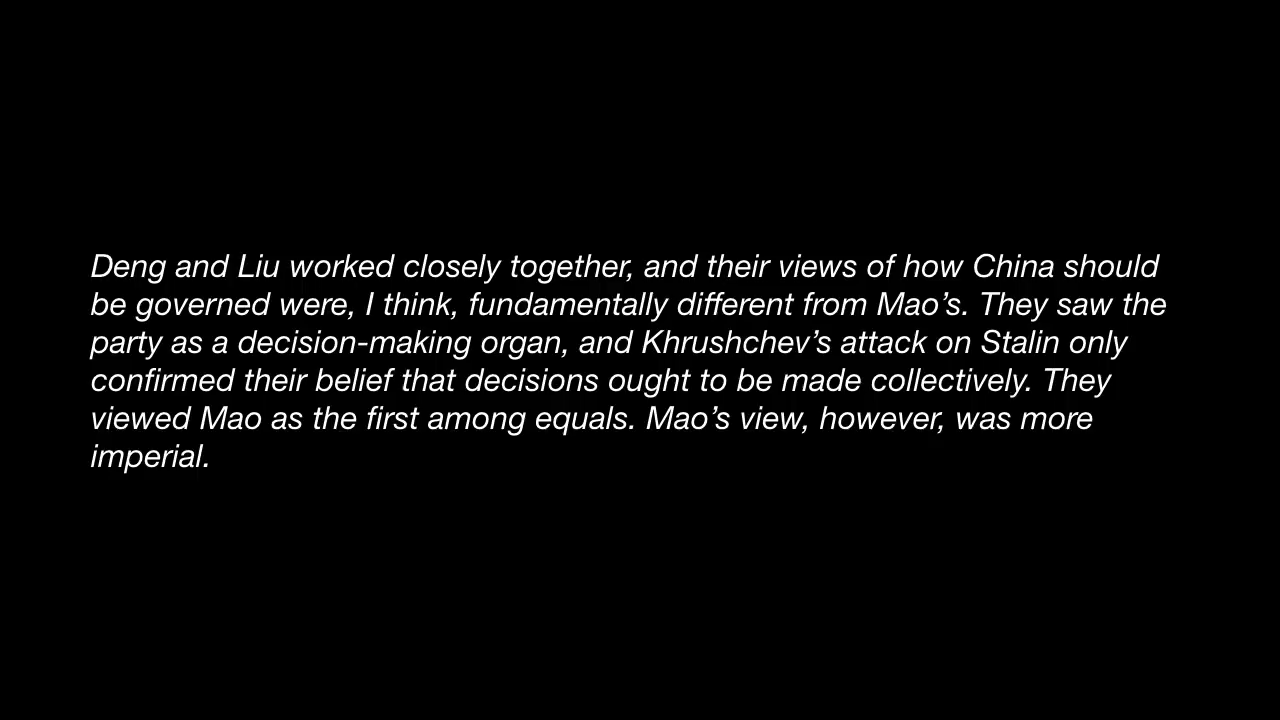 Deng and Liu worked closely together, and their views of how China should
be governed were, I think, fundamentally different from Mao’s. They saw the
party as a decision-making organ, and Khrushchev’s attack on Stalin only
confirmed their belief that decisions ought to be made collectively. They
viewed Mao as the first among equals. Mao’s view, however, was more
imperial.